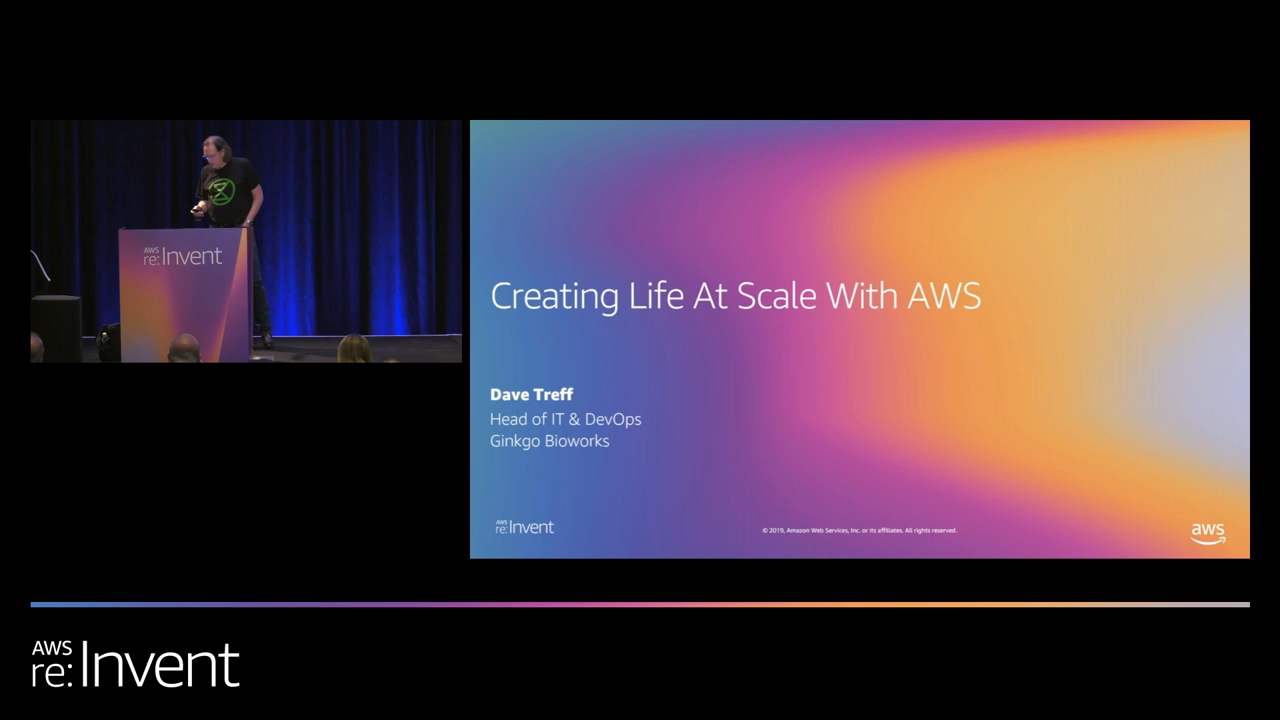 AWS
re:Invent
Creating Life At Scale With AWS
Dave Treff
Head of IT & DevOps
Ginkgo Bioworks
AWS
re:Invent
© 2019, Amazon Web Services, Inc. or its affiliates. All rights reserved.
aws
AWS
re:Invent